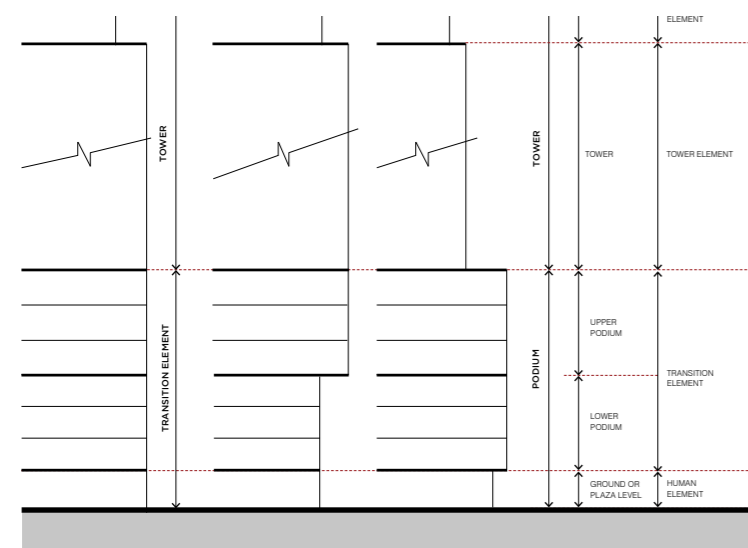 ELEMENT
TOWER
TOWER
TOWER
TOWER ELEMENT
TRANSITION ELEMENT
PODIUM
UPPER
PODIUM
TRANSITION
ELEMENT
LOWER
PODIUM
GROUND OR
PLAZA LEVEL
HUMAN
ELEMENT